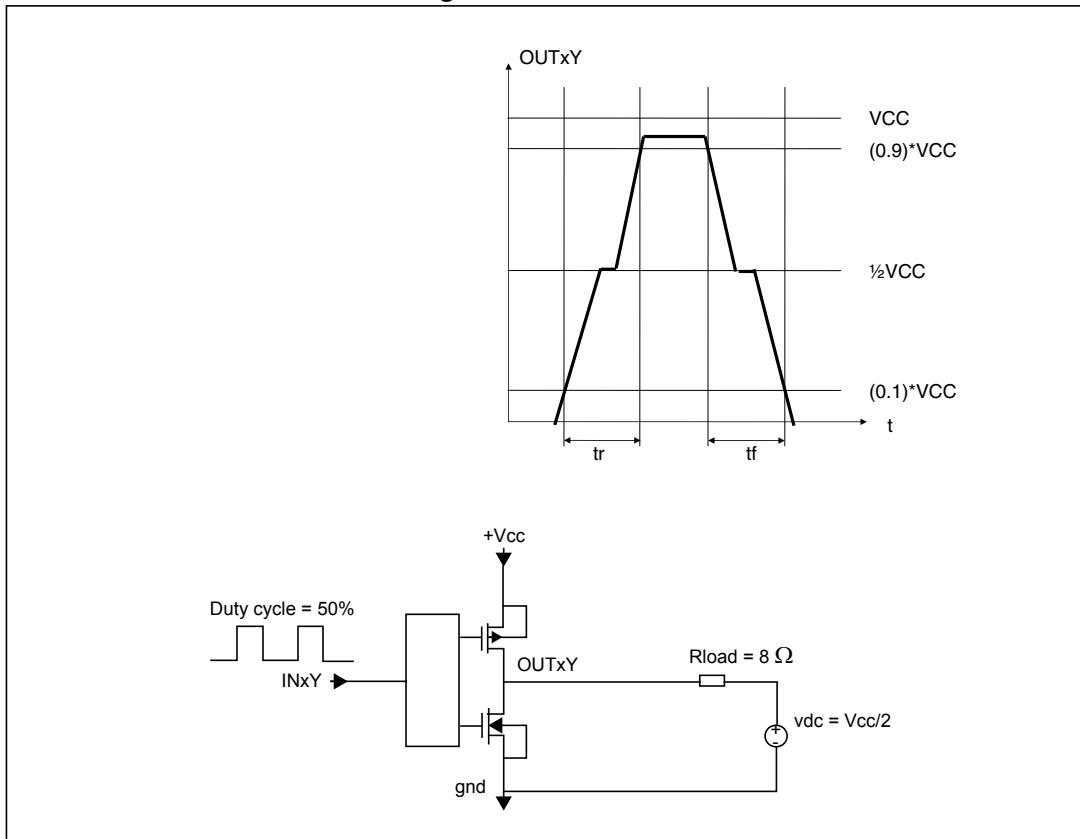 OUTxY
VCC
(0.9)*VCC
½VCC
(0.1)*VCC
t
tr
tf
+Vcc
Duty cycle = 50%
INxY
OUTxY
Rload = 8 Ω
vdc = Vcc/2
+
-
gnd